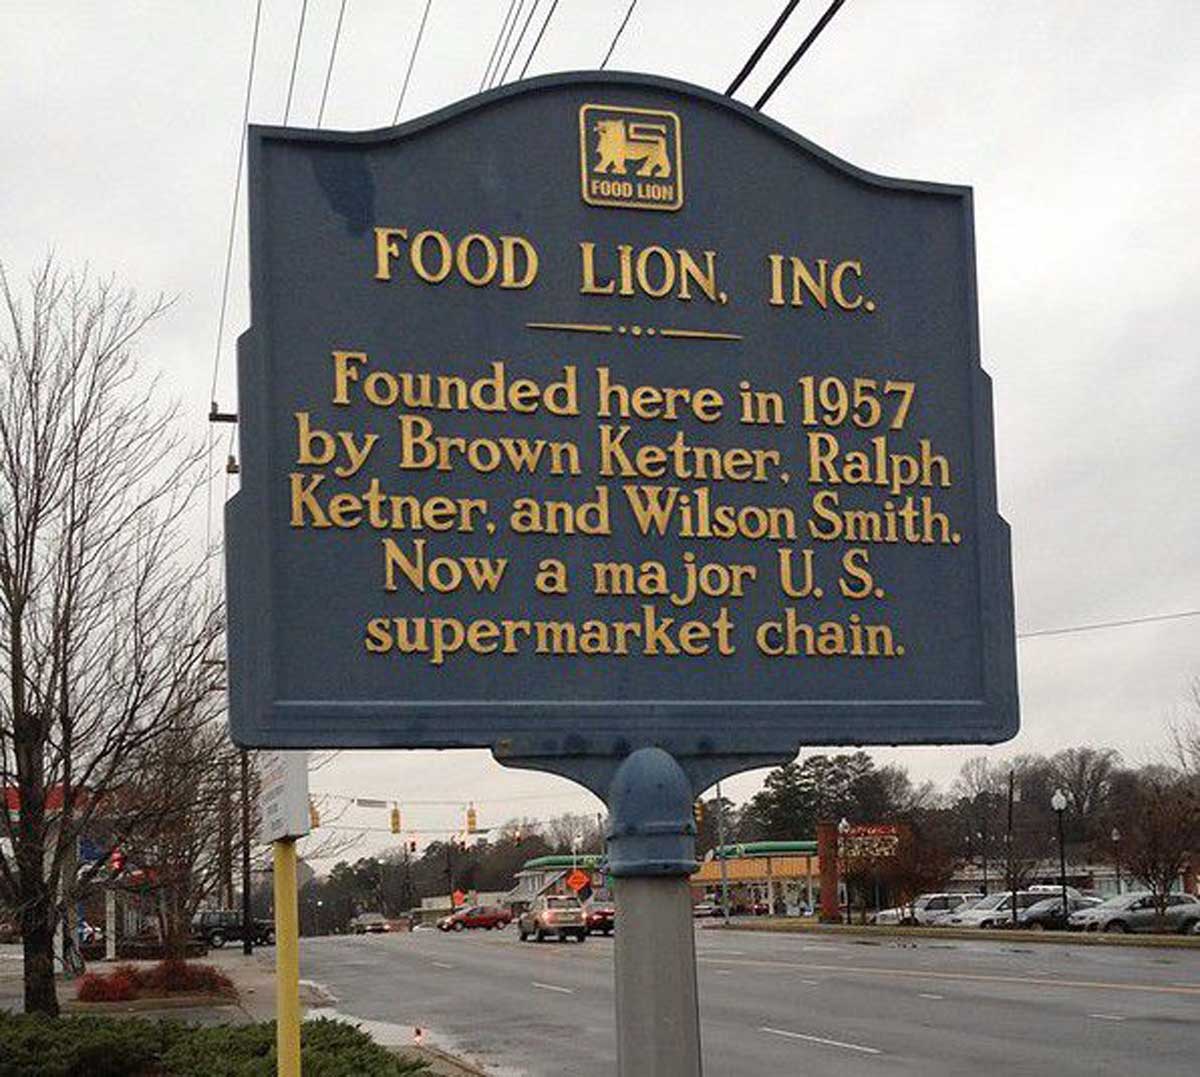 FOOD LION
FOOD LION, INC.
Founded here in 1957
by Brown Ketner, Ralph
Ketner, and Wilson Smith.
Now a major U. S.
supermarket chain.